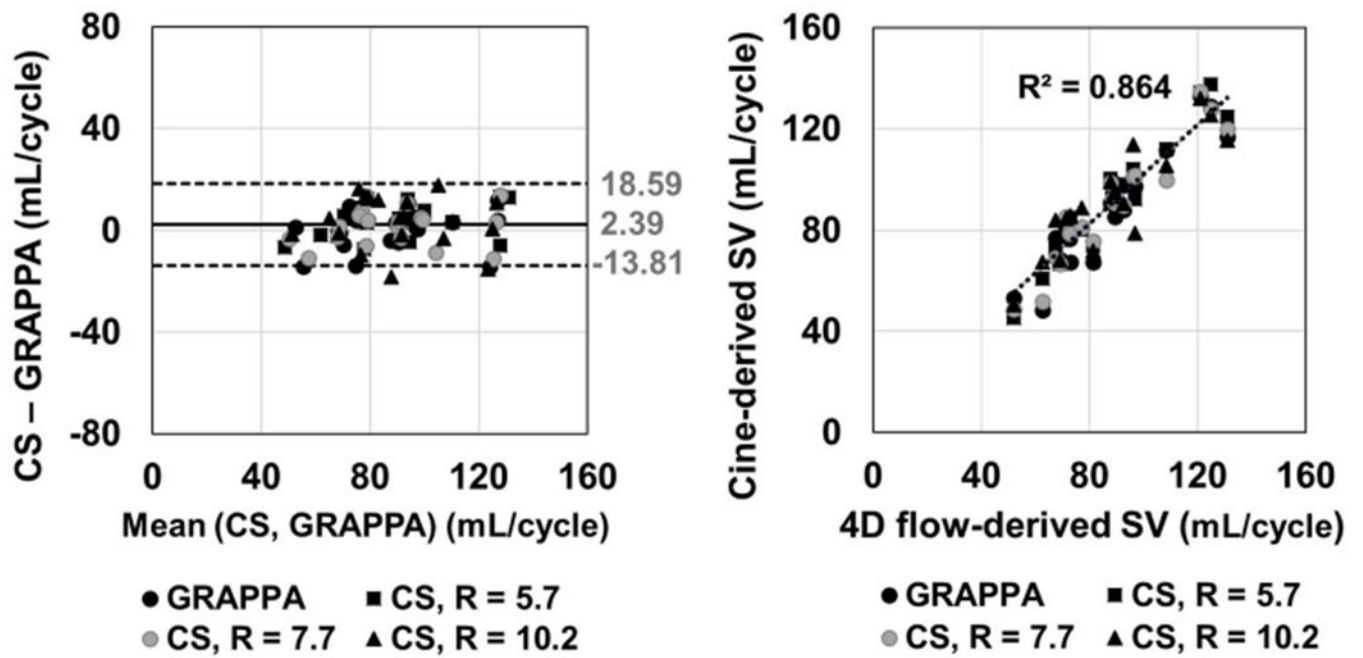 CS – GRAPPA (mL/cycle)
80
40
0
-40
-80
18.59
2.39
-13.81
0 40 80 120 160
Mean (CS, GRAPPA) (mL/cycle)
GRAPPA CS, R = 5.7
CS, R = 7.7 CS, R = 10.2
Cine-derived SV (mL/cycle)
160
120
80
40
0
R² = 0.864
0 40 80 120 160
4D flow-derived SV (mL/cycle)
GRAPPA CS, R = 5.7
CS, R = 7.7 CS, R = 10.2